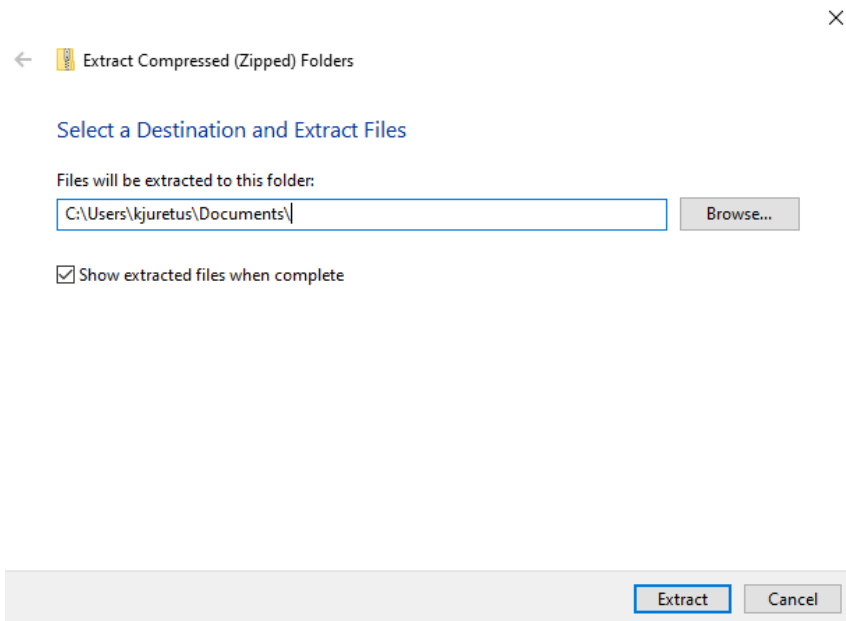 Extract Compressed (Zipped) Folders
Select a Destination and Extract Files
Files will be extracted to this folder:
C:\Users\kjuretus\Documents\
Browse...
Show extracted files when complete
Extract
Cancel